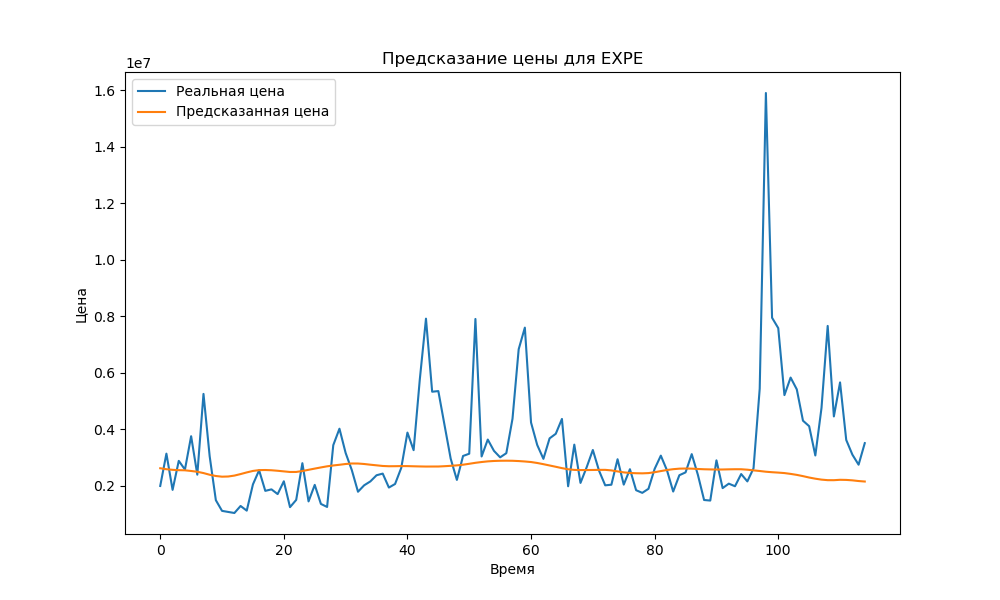 Предсказание цены для EXPE
1e7
Реальная цена
Предсказанная цена
1.6
1.4
1.2
1.0
0.8
0.6
0.4
0.2
Цена
0 20 40 60 80 100
Время